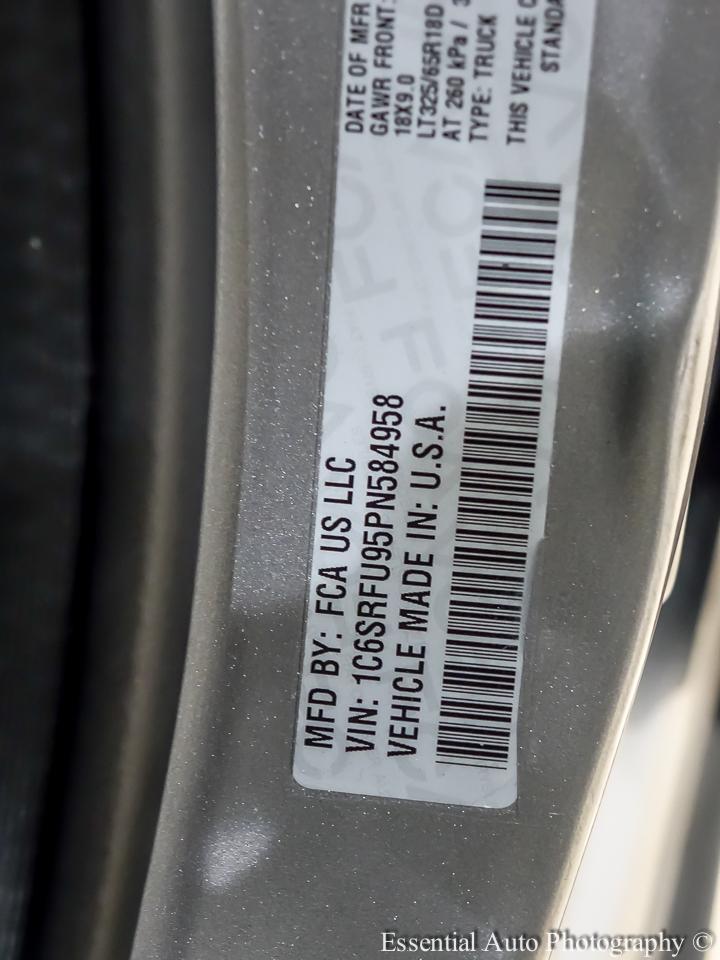 MFD BY: FCA US LLC
VIN: 1C6SRFU95PN584958
VEHICLE MADE IN: U.S.A.
DATE OF MFR
GAWR FRONT:
18X9.0
LT325/65R18D
AT 260 kPa / 3
TYPE: TRUCK
THIS VEHICLE C
STANDA
Essential Auto Photography ©